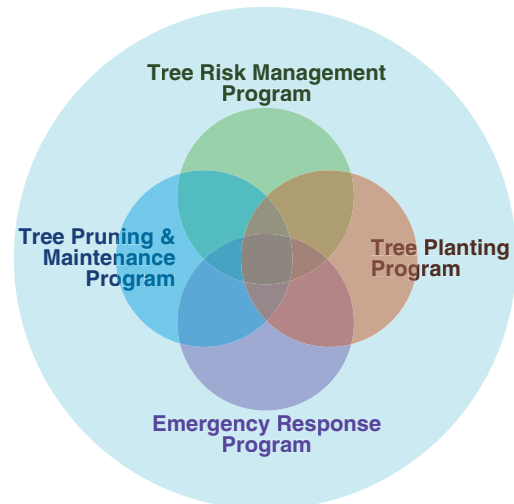 Tree Risk Management
Program
Tree Pruning &
Maintenance
Program
Tree Planting
Program
Emergency Response
Program